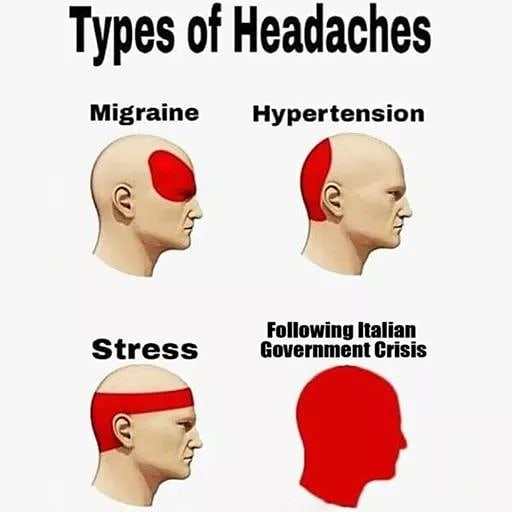 Types of Headaches
Migraine
Hypertension
Stress
Following Italian
Government Crisis